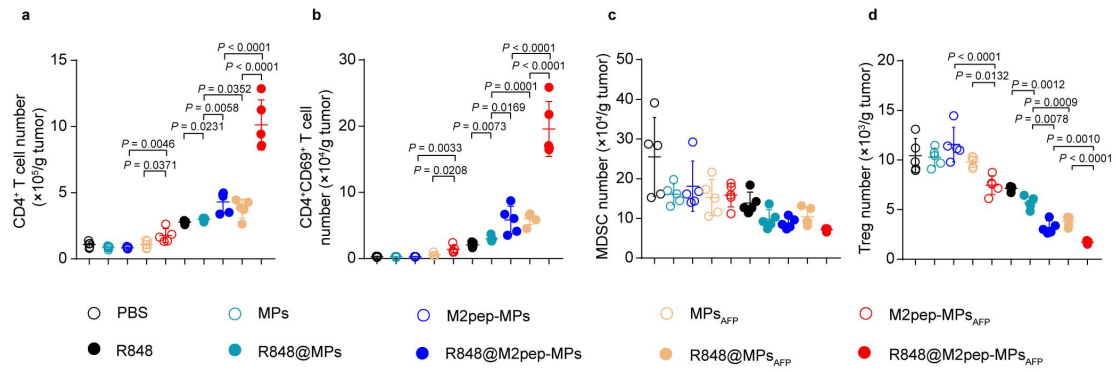 a
CD4⁺ T cell number
(×10⁵/g tumor)
15
10
5
0
P < 0.0001
P < 0.0001
P = 0.0352
P = 0.0058
P = 0.0231
P = 0.0046
P = 0.0371
b
CD4⁺CD69⁺ T cell
number (×10⁴/g tumor)
30
20
10
0
P < 0.0001
P < 0.0001
P = 0.0001
P = 0.0169
P = 0.0073
P = 0.0033
P = 0.0208
c
MDSC number (×10⁴/g tumor)
50
40
30
20
10
0
d
Treg number (×10³/g tumor)
20
15
10
5
0
P < 0.0001
P = 0.0132
P = 0.0012
P = 0.0009
P = 0.0078
P = 0.0010
P < 0.0001
PBS
MPs
M2pep-MPs
MPs_AFP
M2pep-MPs_AFP
R848
R848@MPs
R848@M2pep-MPs
R848@MPs_AFP
R848@M2pep-MPs_AFP